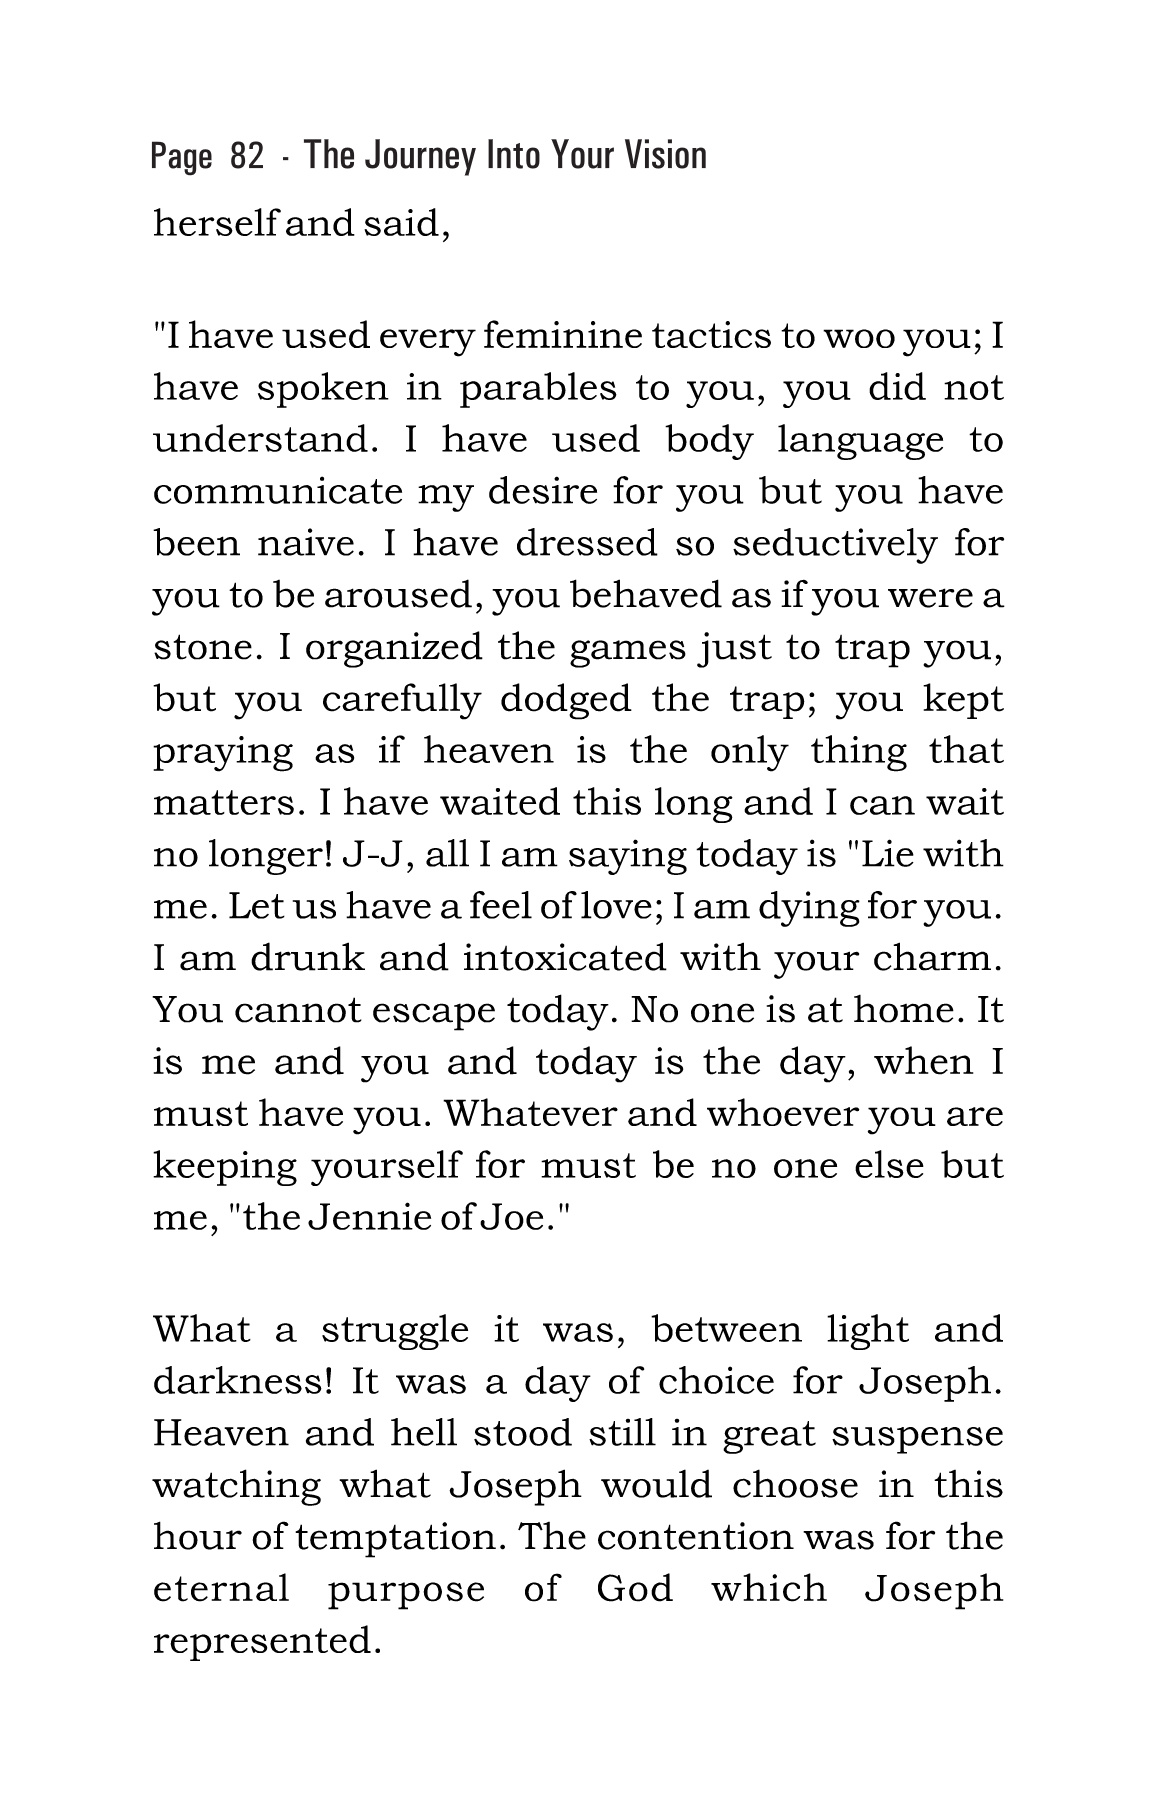 Page 82 - The Journey Into Your Vision
herself and said,
"I have used every feminine tactics to woo you; I
have spoken in parables to you, you did not
understand. I have used body language to
communicate my desire for you but you have
been naive. I have dressed so seductively for
you to be aroused, you behaved as if you were a
stone. I organized the games just to trap you,
but you carefully dodged the trap; you kept
praying as if heaven is the only thing that
matters. I have waited this long and I can wait
no longer! J-J, all I am saying today is "Lie with
me. Let us have a feel of love; I am dying for you.
I am drunk and intoxicated with your charm.
You cannot escape today. No one is at home. It
is me and you and today is the day, when I
must have you. Whatever and whoever you are
keeping yourself for must be no one else but
me, "the Jennie of Joe."
What a struggle it was, between light and
darkness! It was a day of choice for Joseph.
Heaven and hell stood still in great suspense
watching what Joseph would choose in this
hour of temptation. The contention was for the
eternal purpose of God which Joseph
represented.